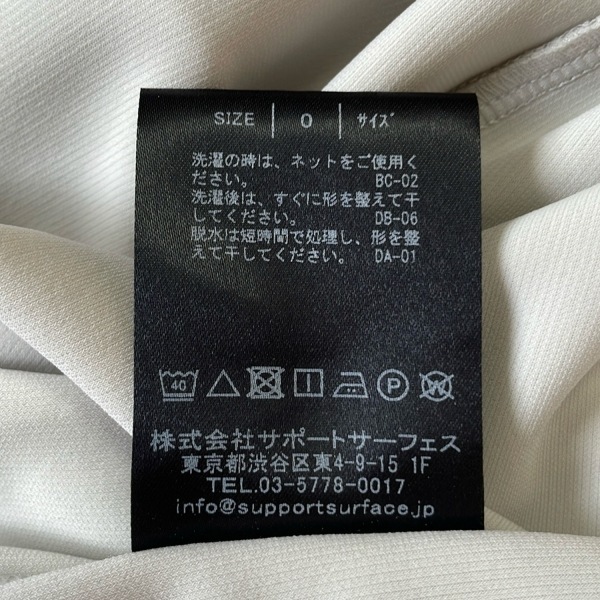 SIZE | 0 | サイズ
洗濯の時は、ネットをご使用く
ださい。 BC-02
洗濯後は、すぐに形を整えて干
してください。 DB-06
脱水は短時間で処理し、形を整
えて干してください。 DA-01
40 P W
株式会社サポートサーフェス
東京都渋谷区東4-9-15 1F
TEL.03-5778-0017
info@supportsurface.jp